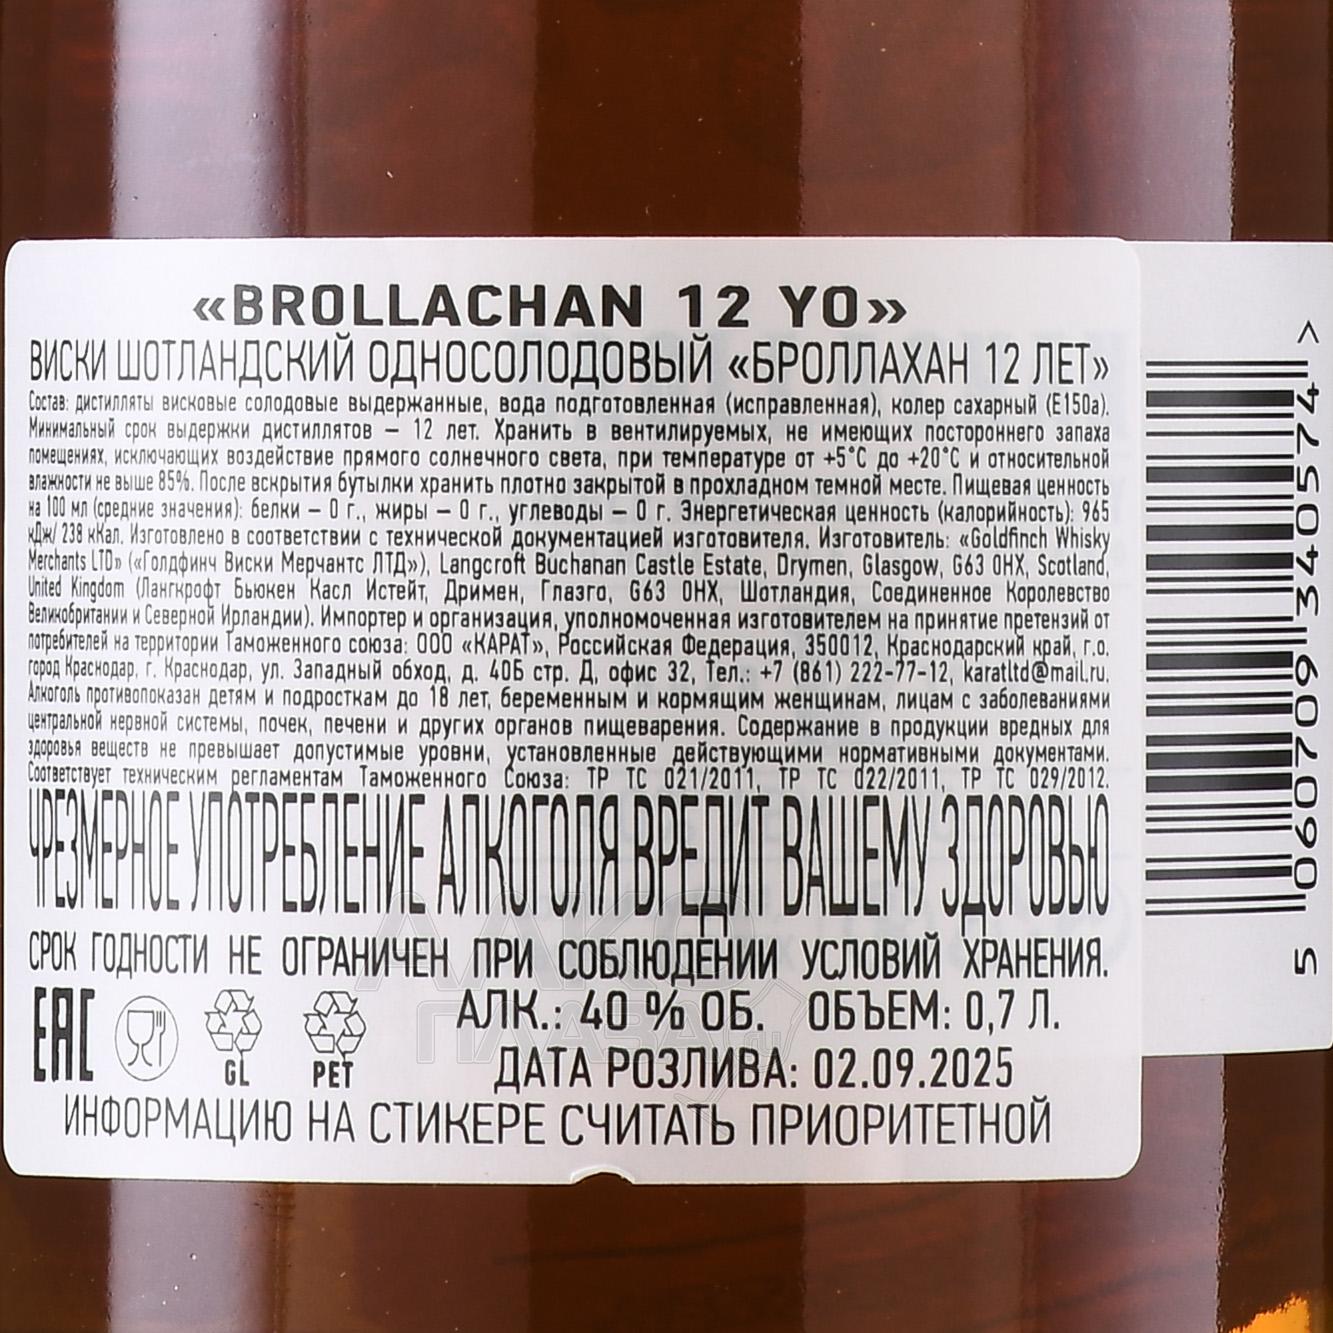 «BROLLACHAN 12 YO»
ВИСКИ ШОТЛАНДСКИЙ ОДНОСОЛОДОВЫЙ «БРОЛЛАХАН 12 ЛЕТ»
Состав: дистилляты висковые солодовые выдержанные, вода подготовленная (исправленная), колер сахарный (Е150а).
Минимальный срок выдержки дистиллятов – 12 лет. Хранить в вентилируемых, не имеющих постороннего запаха
помещениях, исключающих воздействие прямого солнечного света, при температуре от +5°С до +20°С и относительной
влажности не выше 85%. После вскрытия бутылки хранить плотно закрытой в прохладном темной месте. Пищевая ценность
на 100 мл (средние значения): белки – 0 г., жиры – 0 г., углеводы – 0 г. Энергетическая ценность (калорийность): 965
кДж/ 238 кКал. Изготовлено в соответствии с технической документацией изготовителя. Изготовитель: «Goldfinch Whisky
Merchants LTD» («Голдфинч Виски Мерчантс ЛТД»), Langcroft Buchanan Castle Estate, Drymen, Glasgow, G63 0HX, Scotland,
United Kingdom (Лангкрофт Бьюкен Касл Истейт, Дримен, Глазго, G63 0HX, Шотландия, Соединенное Королевство
Великобритании и Северной Ирландии). Импортер и организация, уполномоченная изготовителем на принятие претензий от
потребителей на территории Таможенного союза: ООО «КАРАТ», Российская Федерация, 350012, Краснодарский край, г.о.
город Краснодар, г. Краснодар, ул. Западный обход, д. 40Б стр. Д, офис 32, Тел.: +7 (861) 222-77-12, karatltd@mail.ru.
Алкоголь противопоказан детям и подросткам до 18 лет, беременным и кормящим женщинам, лицам с заболеваниями
центральной нервной системы, почек, печени и других органов пищеварения. Содержание в продукции вредных для
здоровья веществ не превышает допустимые уровни, установленные действующими нормативными документами.
Соответствует техническим регламентам Таможенного Союза: ТР ТС 021/2011, ТР ТС 022/2011, ТР ТС 029/2012.
ЧРЕЗМЕРНОЕ УПОТРЕБЛЕНИЕ АЛКОГОЛЯ ВРЕДИТ ВАШЕМУ ЗДОРОВЬЮ
СРОК ГОДНОСТИ НЕ ОГРАНИЧЕН ПРИ СОБЛЮДЕНИИ УСЛОВИЙ ХРАНЕНИЯ.
АЛК.: 40 % ОБ. ОБЪЕМ: 0,7 Л.
ДАТА РОЗЛИВА: 02.09.2025
EAC
GL
PET
ИНФОРМАЦИЮ НА СТИКЕРЕ СЧИТАТЬ ПРИОРИТЕТНОЙ
5 060709 340574 >
АЛКО
ПЛАЗА.ru